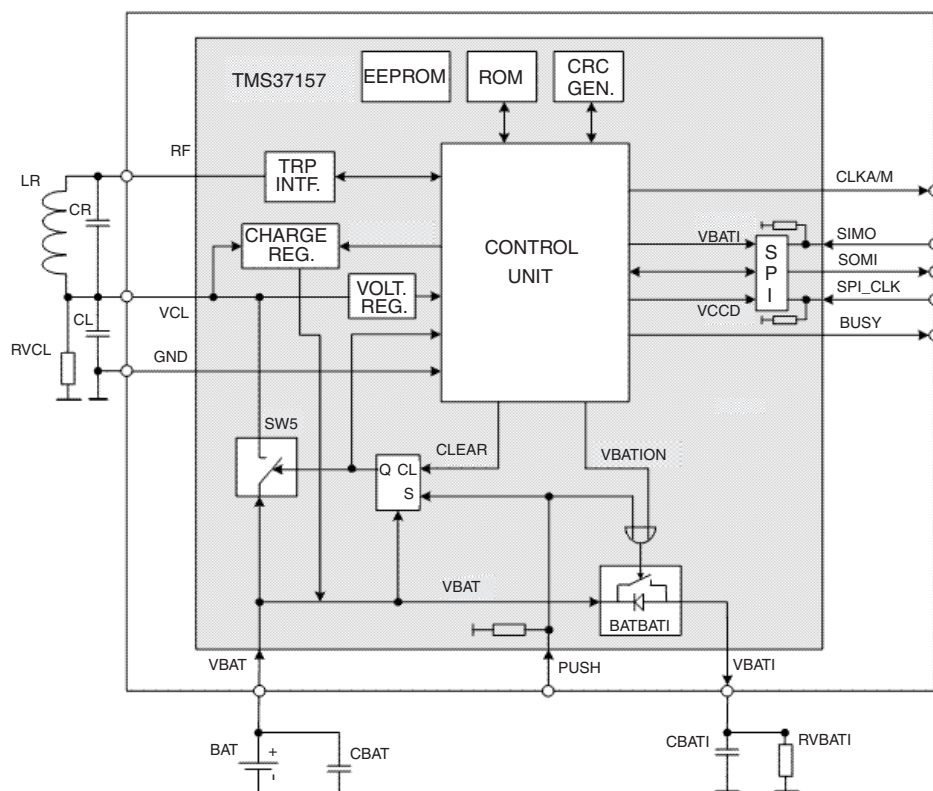 TMS37157
EEPROM
ROM
CRC
GEN.
RF
TRP
INTF.
LR
CR
CLKA/M
CHARGE
REG.
CONTROL
UNIT
VBATI
SIMO
S
P
I
SOMI
VOLT.
REG.
SPI_CLK
VCL
VCCD
CL
BUSY
RVCL
GND
SW5
CLEAR
VBATION
Q CL
S
VBAT
BATBATI
VBAT
PUSH
VBATI
BAT
+
-
CBAT
CBATI
RVBATI